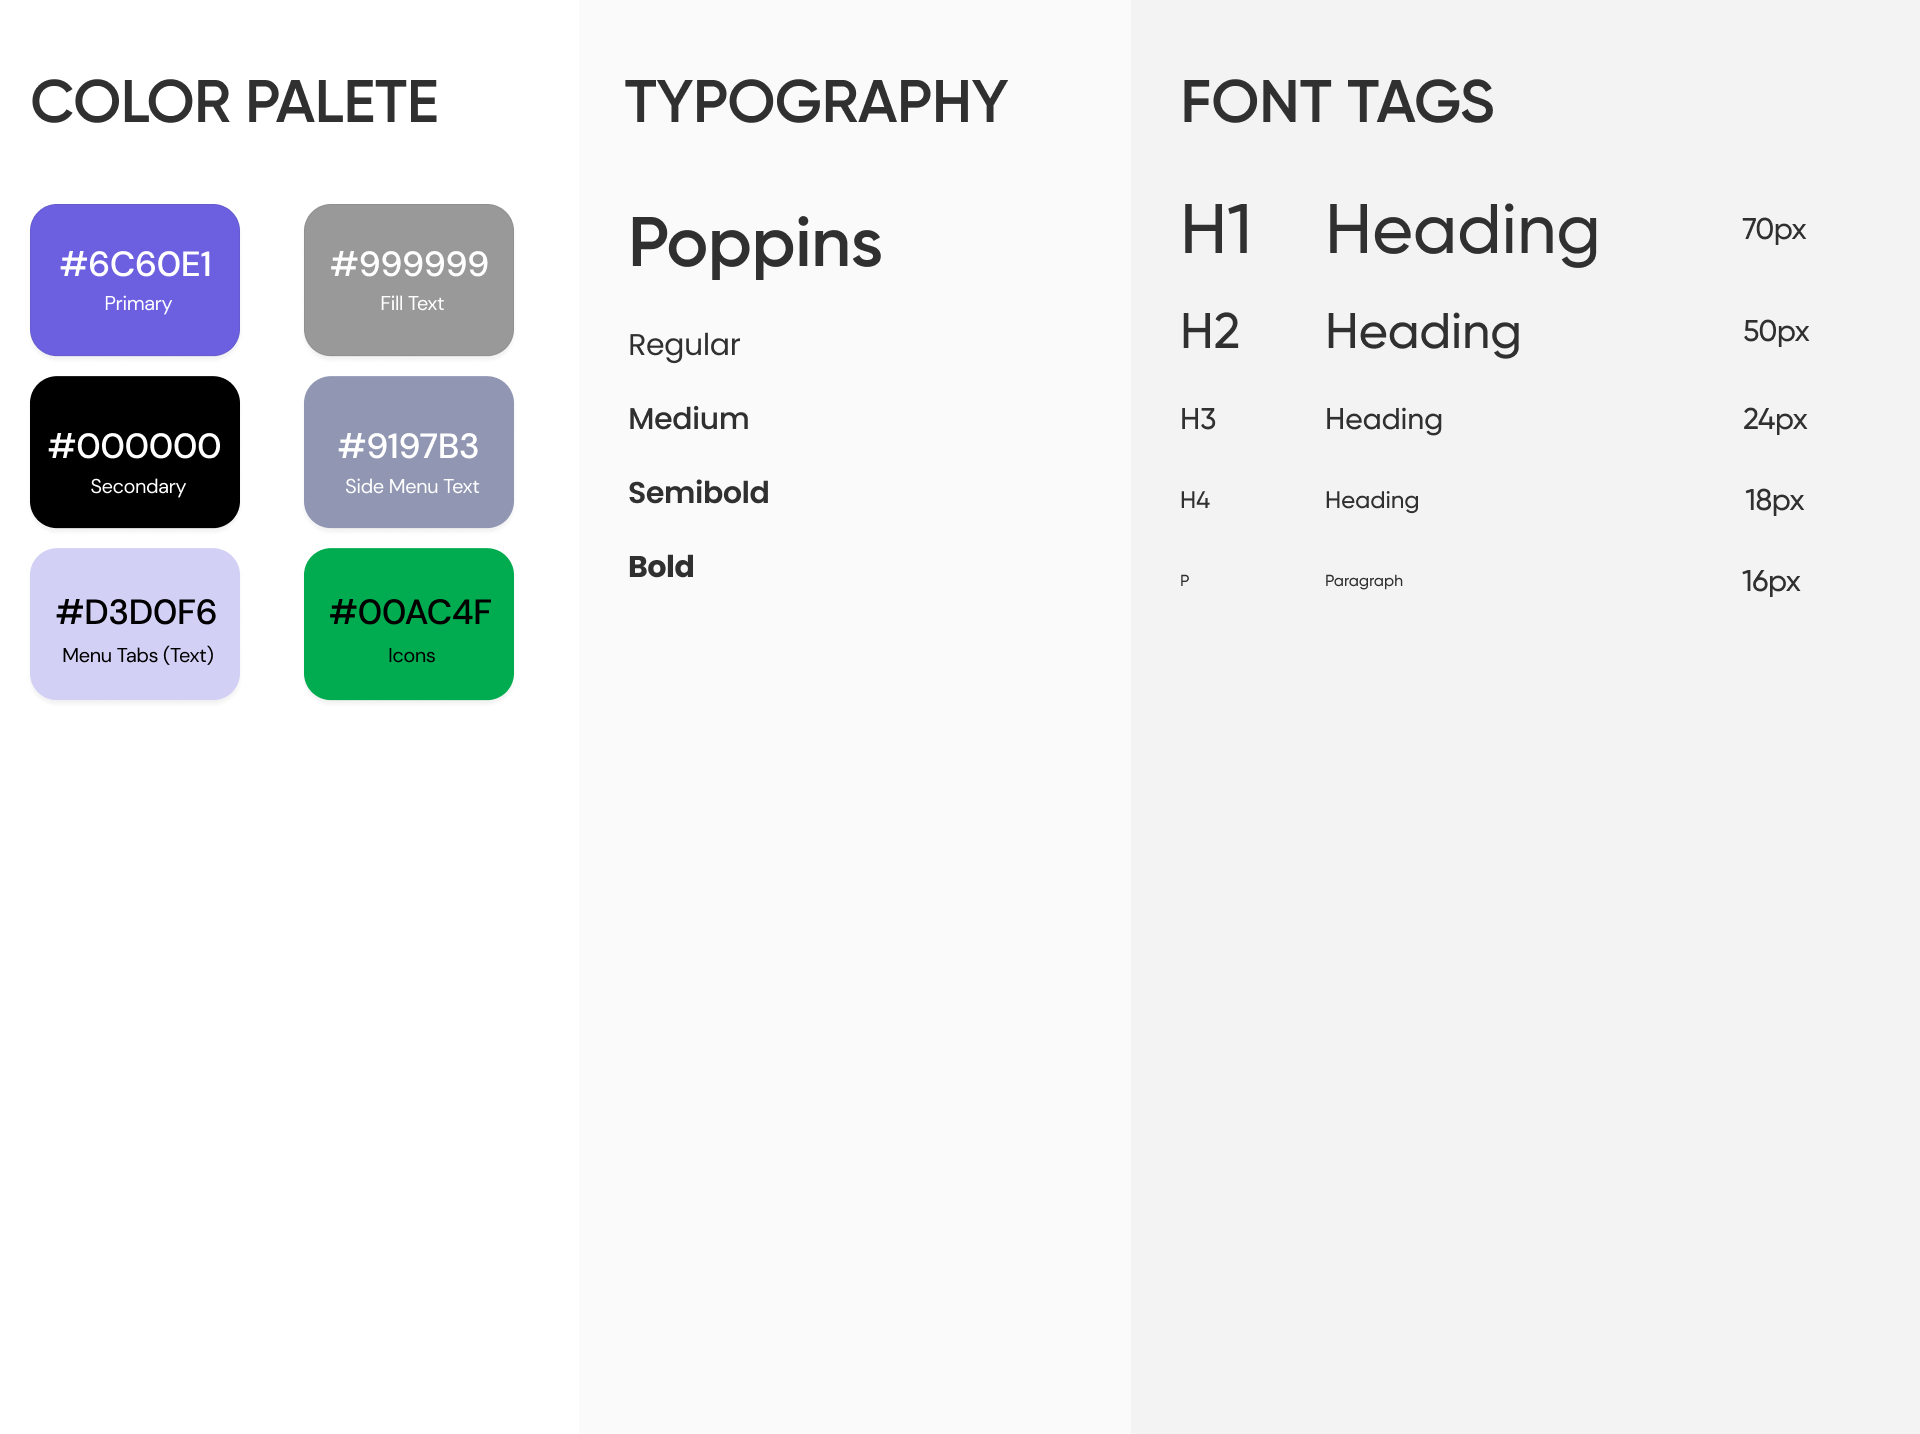 COLOR PALETE
#6C60E1
Primary
#999999
Fill Text
#000000
Secondary
#9197B3
Side Menu Text
#D3D0F6
Menu Tabs (Text)
#00AC4F
Icons
TYPOGRAPHY
Poppins
Regular
Medium
Semibold
Bold
FONT TAGS
H1 Heading 70px
H2 Heading 50px
H3 Heading 24px
H4 Heading 18px
P Paragraph 16px